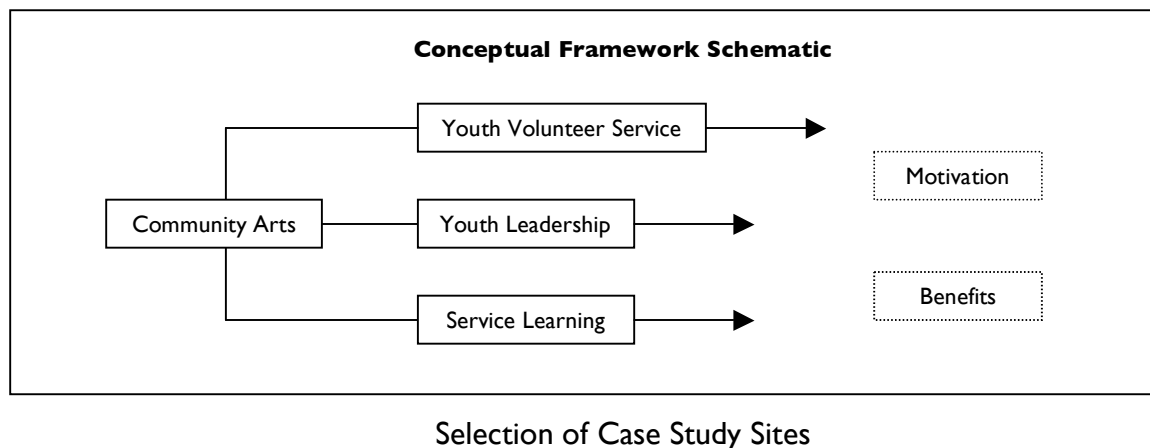 Conceptual Framework Schematic
Youth Volunteer Service
Motivation
Community Arts
Youth Leadership
Benefits
Service Learning
Selection of Case Study Sites